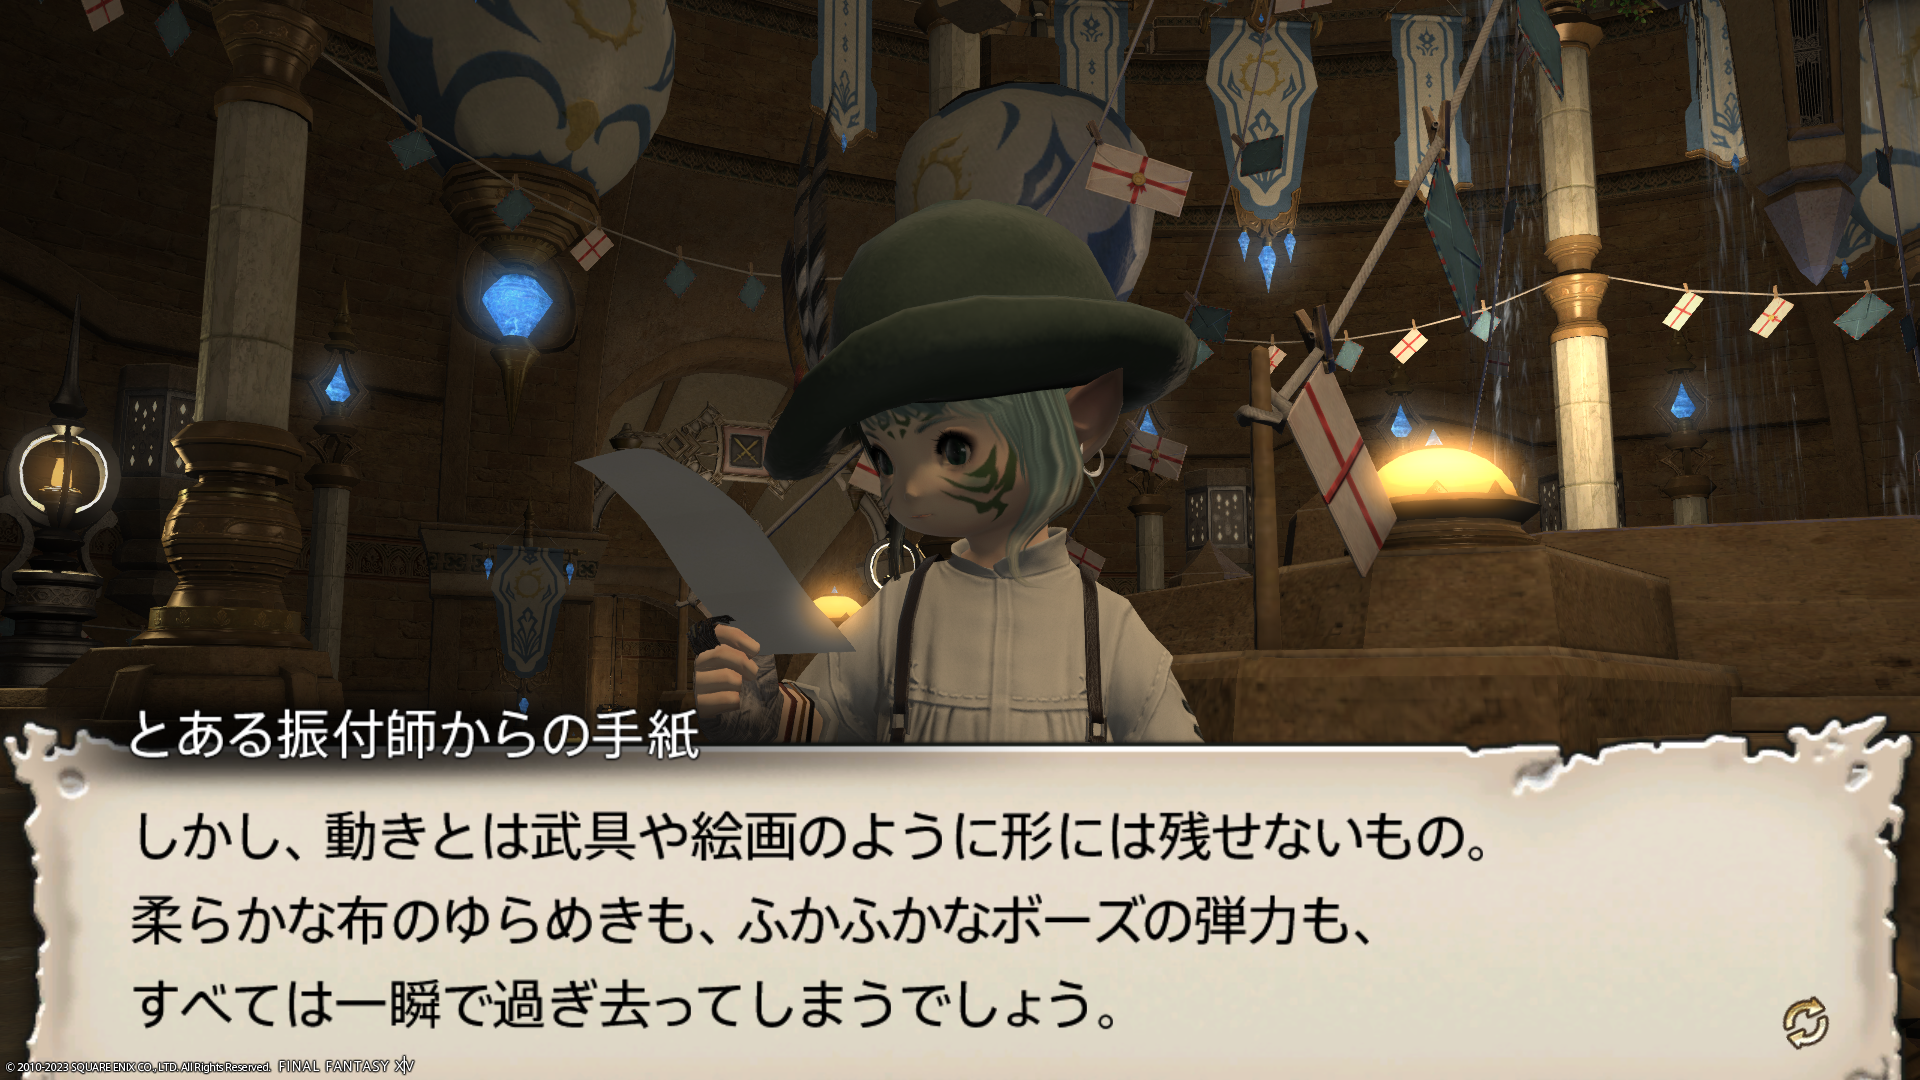 とある振付師からの手紙
しかし、動きとは武具や絵画のように形には残せないもの。
柔らかな布のゆらめきも、ふかふかなボーズの弾力も、
すべては一瞬で過ぎ去ってしまうでしょう。
© 2010-2023 SQUARE ENIX CO., LTD. All Rights Reserved. FINAL FANTASY XIV